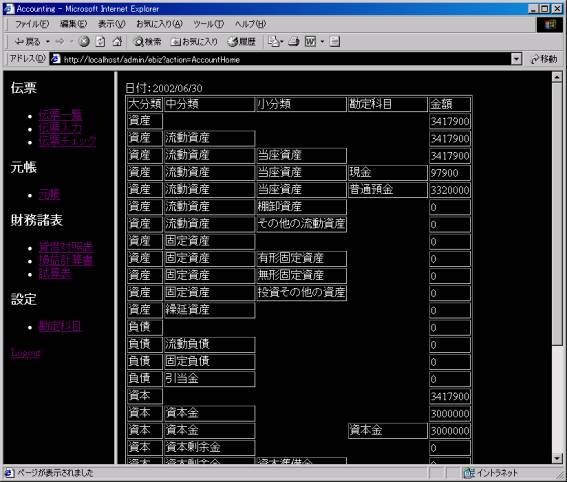 Accounting - Microsoft Internet Explorer
ファイル(F) 編集(E) 表示(V) お気に入り(A) ツール(T) ヘルプ(H)
戻る 検索 お気に入り 履歴
アドレス(D) http://localhost/admin/ebiz?action=AccountHome 移動
伝票
伝票一覧
伝票入力
伝票チェック
元帳
元帳
財務諸表
貸借対照表
損益計算書
試算表
設定
勘定科目
Logout
日付:2002/06/30
大分類 中分類 小分類 勘定科目 金額
資産 3417900
資産 流動資産 3417900
資産 流動資産 当座資産 3417900
資産 流動資産 当座資産 現金 97900
資産 流動資産 当座資産 普通預金 3320000
資産 流動資産 棚卸資産 0
資産 流動資産 その他の流動資産 0
資産 固定資産 0
資産 固定資産 有形固定資産 0
資産 固定資産 無形固定資産 0
資産 固定資産 投資その他の資産 0
資産 繰延資産 0
負債 0
負債 流動負債 0
負債 固定負債 0
負債 引当金 0
資本 3417900
資本 資本金 3000000
資本 資本金 資本金 3000000
資本 資本剰余金 0
資本 資本剰余金 資本準備金 0
ページが表示されました イントラネット